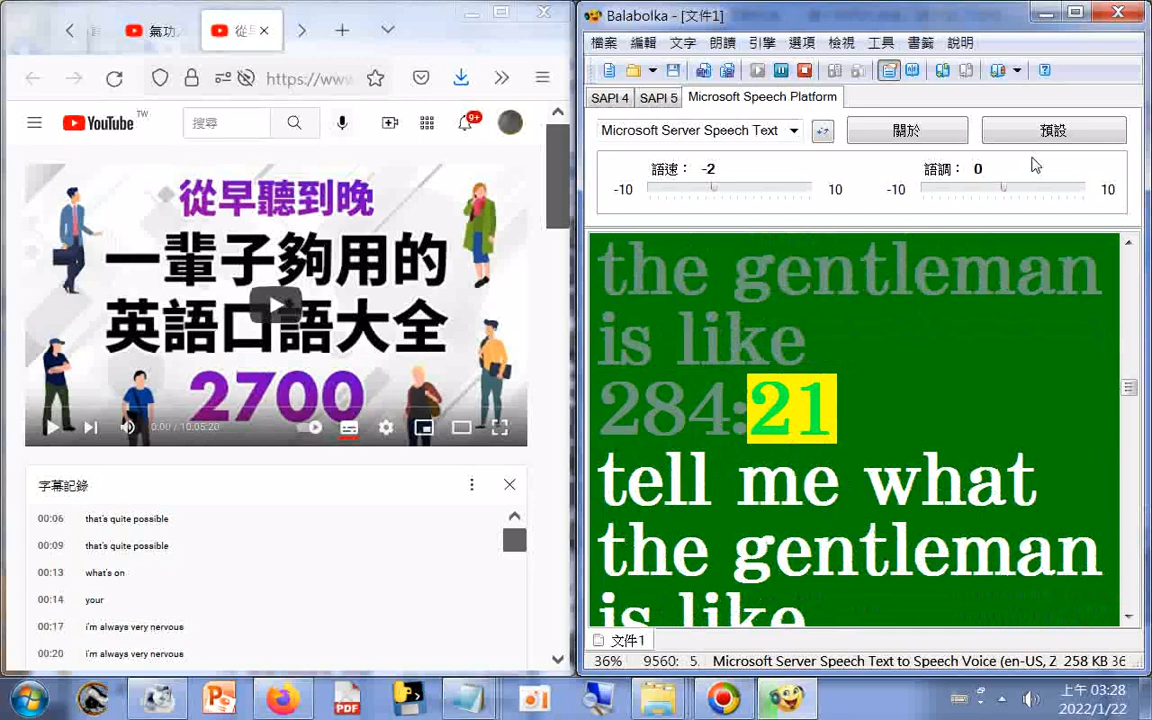 氣功
從
https://www
YouTube TW
搜尋
9+
從早聽到晚
一輩子夠用的
英語口語大全
2700
0:00 / 10:05:20
字幕記錄
00:06 that's quite possible
00:09 that's quite possible
00:13 what's on
00:14 your
00:17 i'm always very nervous
00:20 i'm always very nervous
Balabolka - [文件1]
檔案 編輯 文字 朗讀 引擎 選項 檢視 工具 書籤 說明
SAPI 4 SAPI 5 Microsoft Speech Platform
Microsoft Server Speech Text 關於 預設
語速: -2 語調: 0
-10 10 -10 10
the gentleman
is like
284:21
tell me what
the gentleman
is like
文件1
36% 9560: 5. Microsoft Server Speech Text to Speech Voice (en-US, Z 258 KB 36
PDF
上午 03:28
2022/1/22